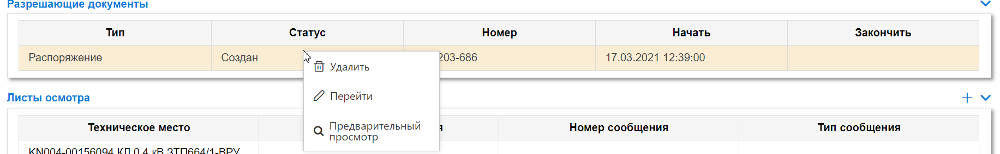 Разрешающие документы
Тип Статус Номер Начать Закончить
Распоряжение Создан 203-686 17.03.2021 12:39:00
Удалить
Перейти
Предварительный
просмотр
Листы осмотра
Техническое место Номер сообщения Тип сообщения
KN004-00156094 КЛ 0,4 кВ ЗТП664/1-ВРУ